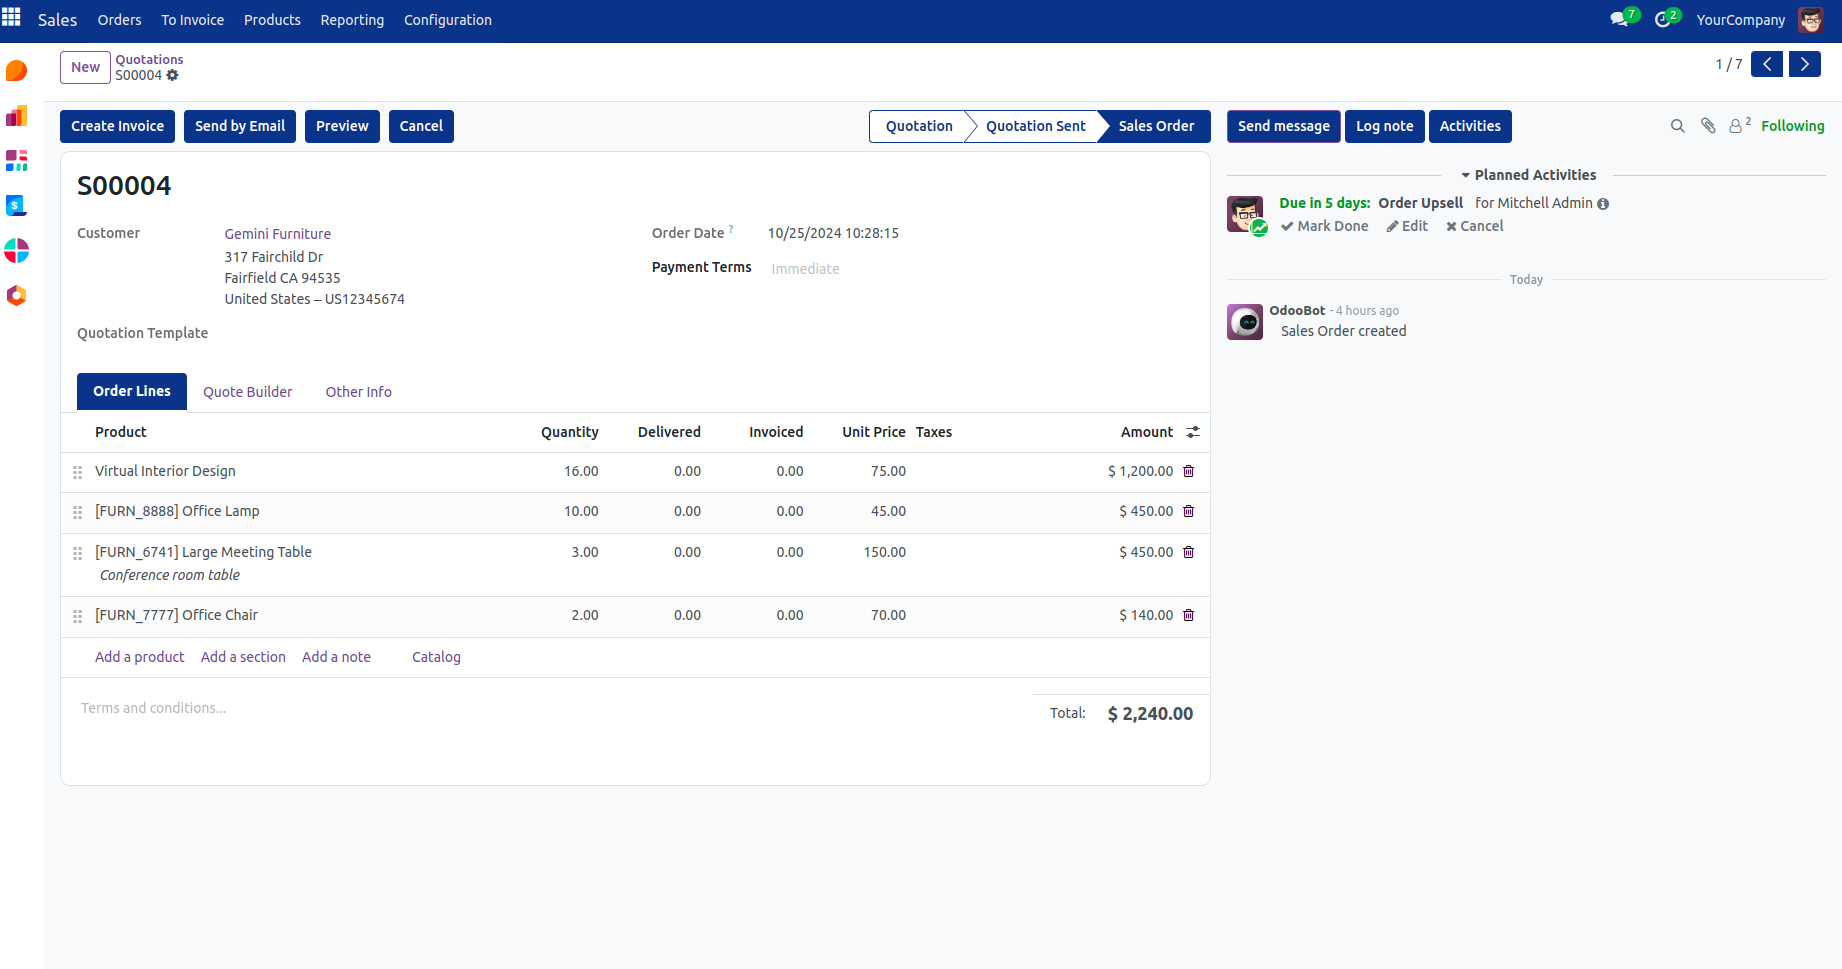 Sales Orders To Invoice Products Reporting Configuration 7 2 YourCompany
New Quotations 1 / 7
S00004
Create Invoice Send by Email Preview Cancel Quotation Quotation Sent Sales Order Send message Log note Activities 2 Following
S00004
Customer Gemini Furniture
317 Fairchild Dr
Fairfield CA 94535
United States – US12345674
Order Date ? 10/25/2024 10:28:15
Payment Terms Immediate
Quotation Template
Order Lines Quote Builder Other Info
Product Quantity Delivered Invoiced Unit Price Taxes Amount
Virtual Interior Design 16.00 0.00 0.00 75.00 $ 1,200.00
[FURN_8888] Office Lamp 10.00 0.00 0.00 45.00 $ 450.00
[FURN_6741] Large Meeting Table 3.00 0.00 0.00 150.00 $ 450.00
Conference room table
[FURN_7777] Office Chair 2.00 0.00 0.00 70.00 $ 140.00
Add a product Add a section Add a note Catalog
Terms and conditions...
Total: $ 2,240.00
Planned Activities
Due in 5 days: Order Upsell for Mitchell Admin
Mark Done Edit Cancel
Today
OdooBot - 4 hours ago
Sales Order created